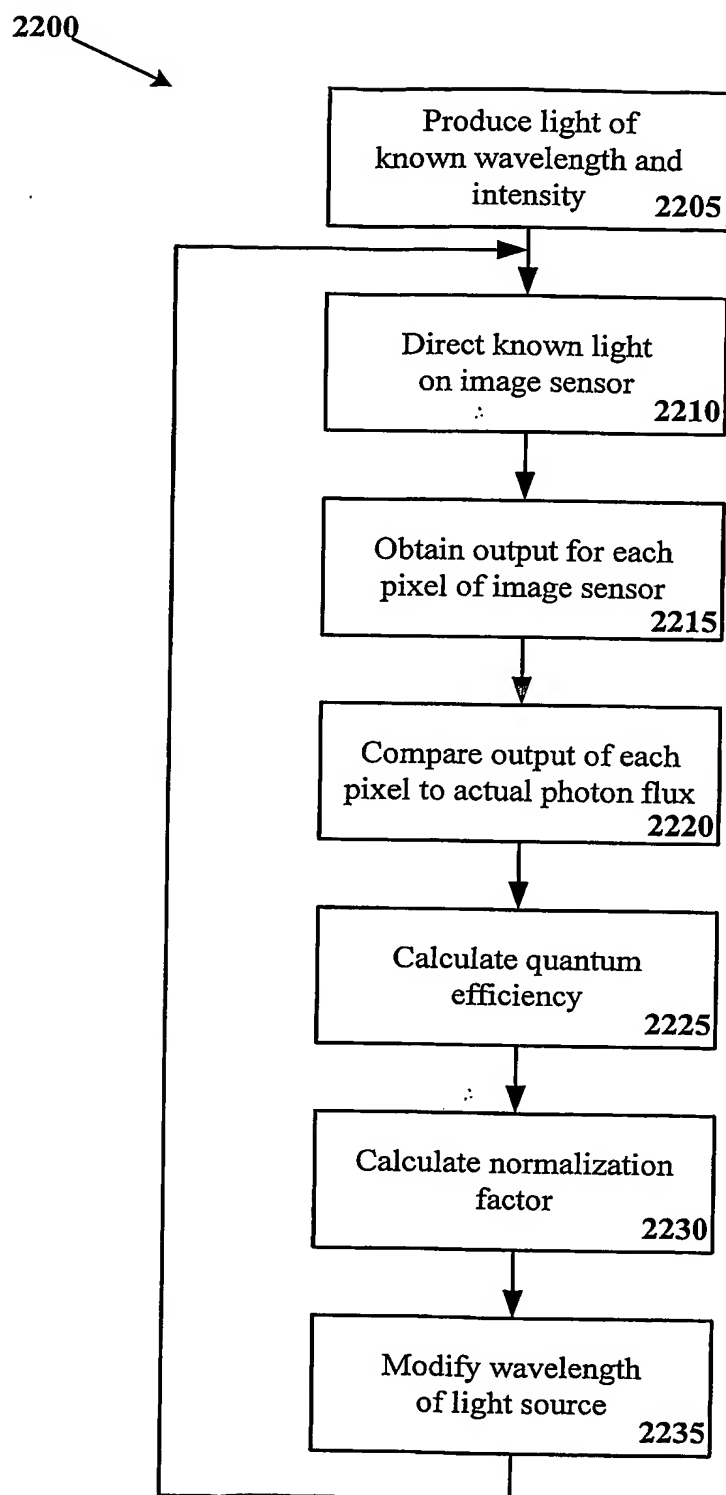 2200
Produce light of
known wavelength and
intensity 2205
Direct known light
on image sensor
2210
Obtain output for each
pixel of image sensor
2215
Compare output of each
pixel to actual photon flux
2220
Calculate quantum
efficiency
2225
Calculate normalization
factor
2230
Modify wavelength
of light source
2235